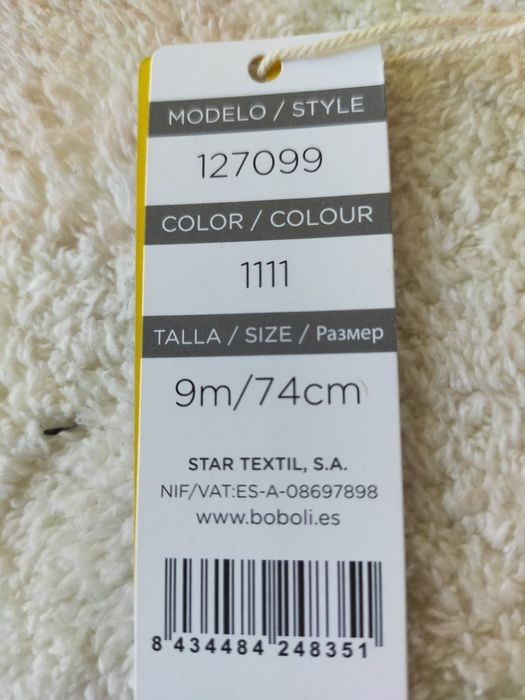 MODELO / STYLE
127099
COLOR / COLOUR
1111
TALLA / SIZE / Размер
9m/74cm
STAR TEXTIL, S.A.
NIF/VAT:ES-A-08697898
www.boboli.es
8 434484 248351